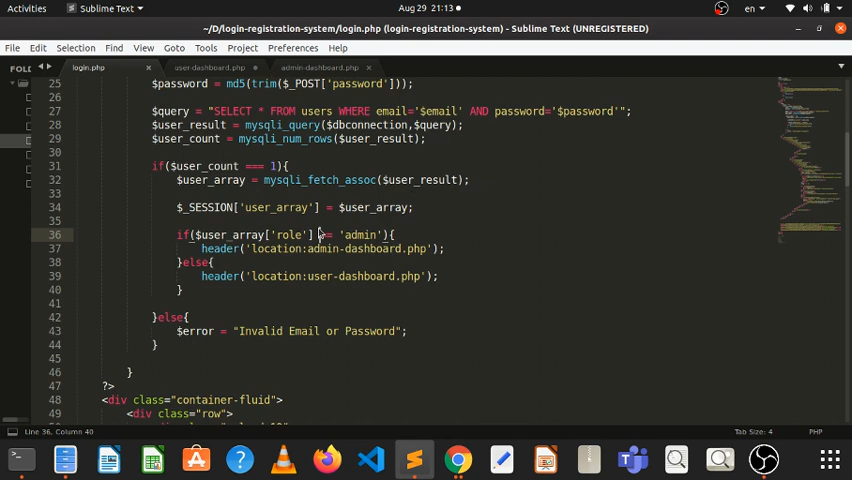 Activities Sublime Text Aug 29 21:13 en
~/D/login-registration-system/login.php (login-registration-system) - Sublime Text (UNREGISTERED)
File Edit Selection Find View Goto Tools Project Preferences Help
FOL login.php user-dashboard.php admin-dashboard.php
25 $password = md5(trim($_POST['password']));
26
27 $query = "SELECT * FROM users WHERE email='$email' AND password='$password'";
28 $user_result = mysqli_query($dbconnection,$query);
29 $user_count = mysqli_num_rows($user_result);
30
31 if($user_count === 1){
32 $user_array = mysqli_fetch_assoc($user_result);
33
34 $_SESSION['user_array'] = $user_array;
35
36 if($user_array['role'] == 'admin'){
37 header('location:admin-dashboard.php');
38 }else{
39 header('location:user-dashboard.php');
40 }
41
42 }else{
43 $error = "Invalid Email or Password";
44 }
45
46 }
47 ?>
48 <div class="container-fluid">
49 <div class="row">
Line 36, Column 40 Tab Size: 4 PHP